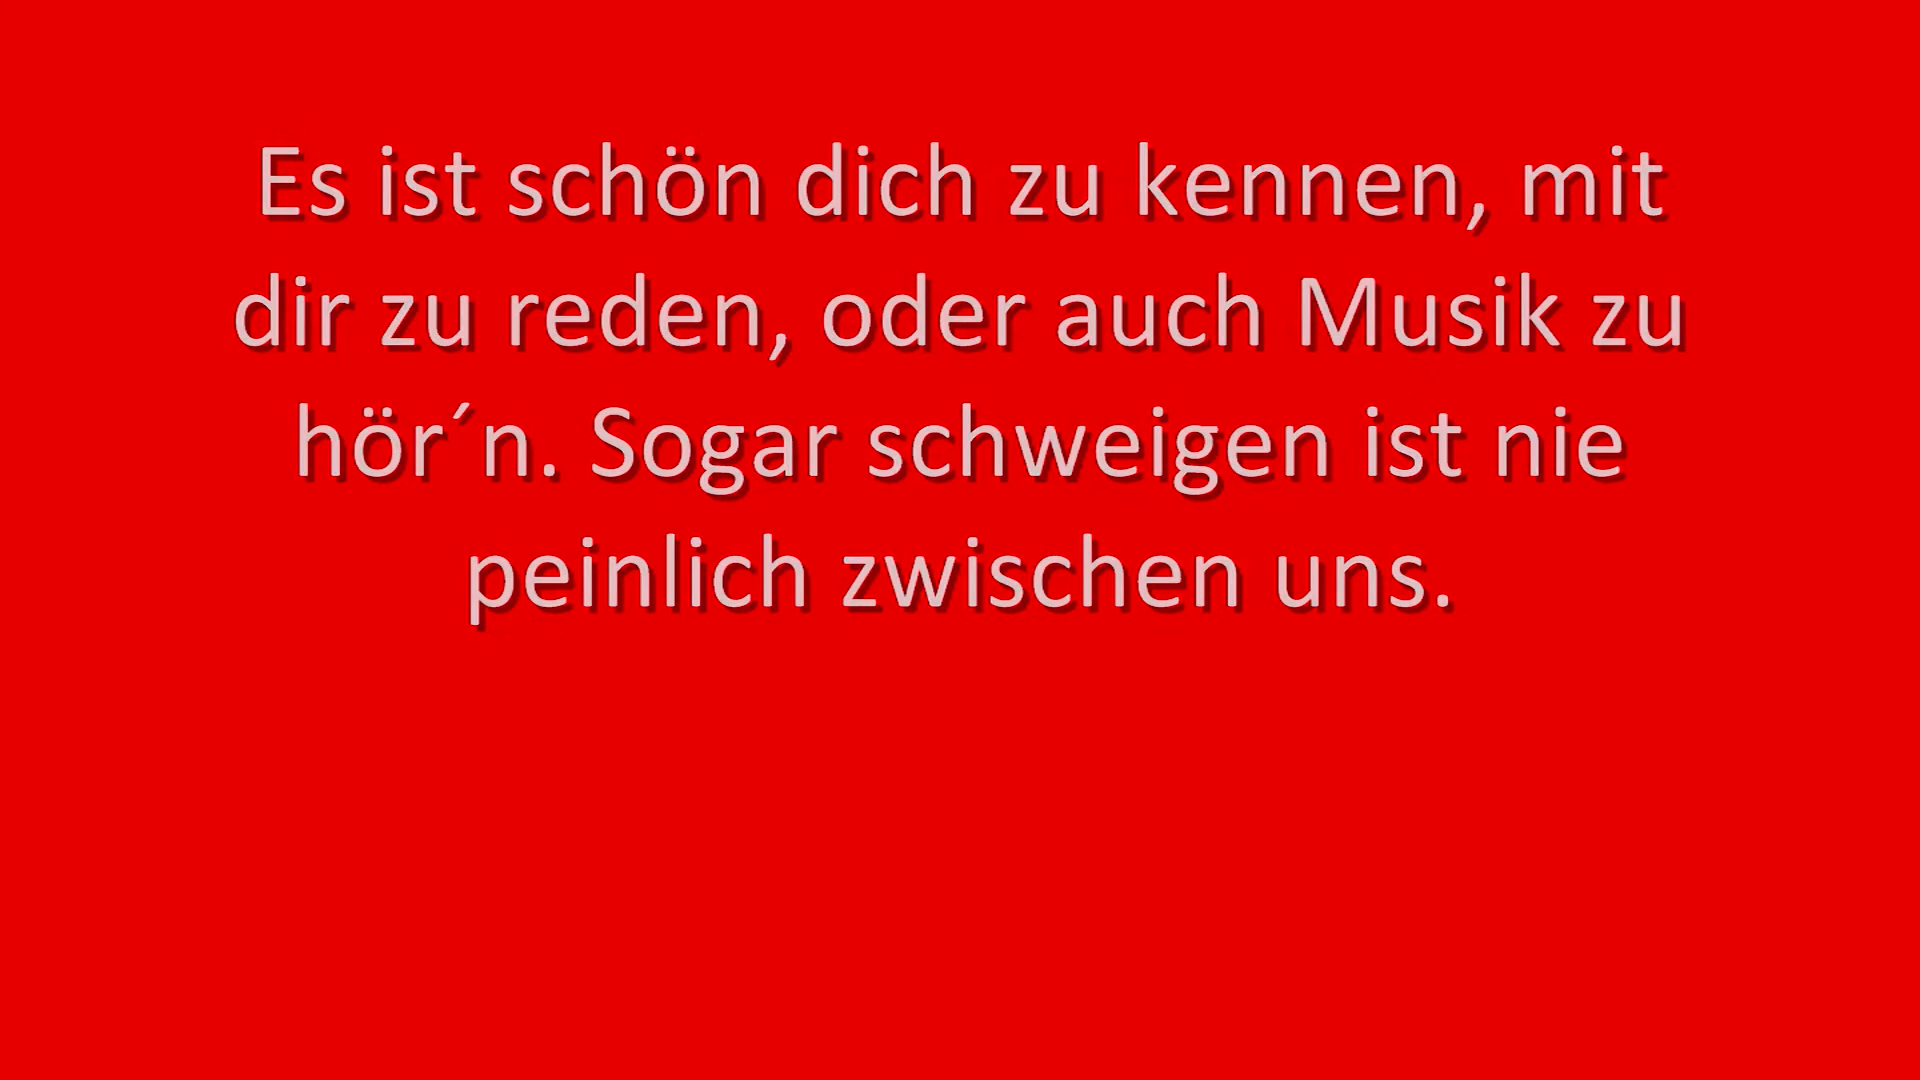 Es ist schön dich zu kennen, mit
dir zu reden, oder auch Musik zu
hör´n. Sogar schweigen ist nie
peinlich zwischen uns.